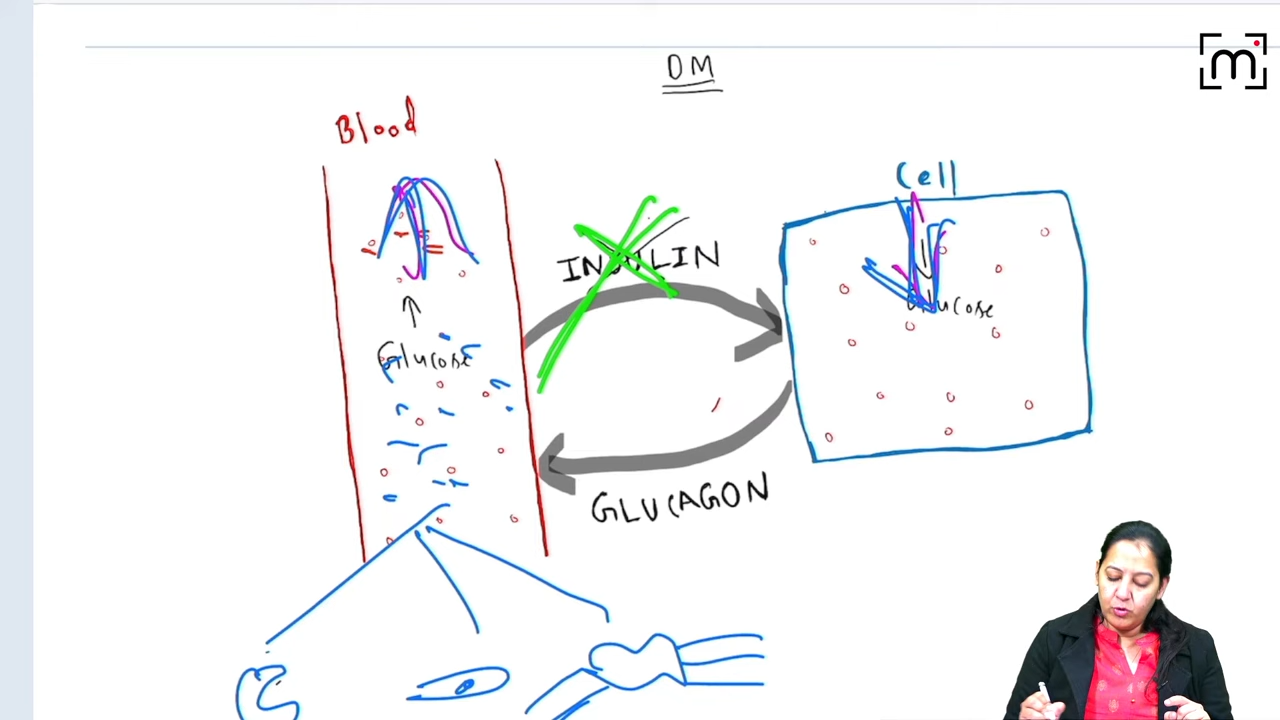 DM
Blood
Cell
INSULIN
Glucose
Glucose
GLUCAGON
m